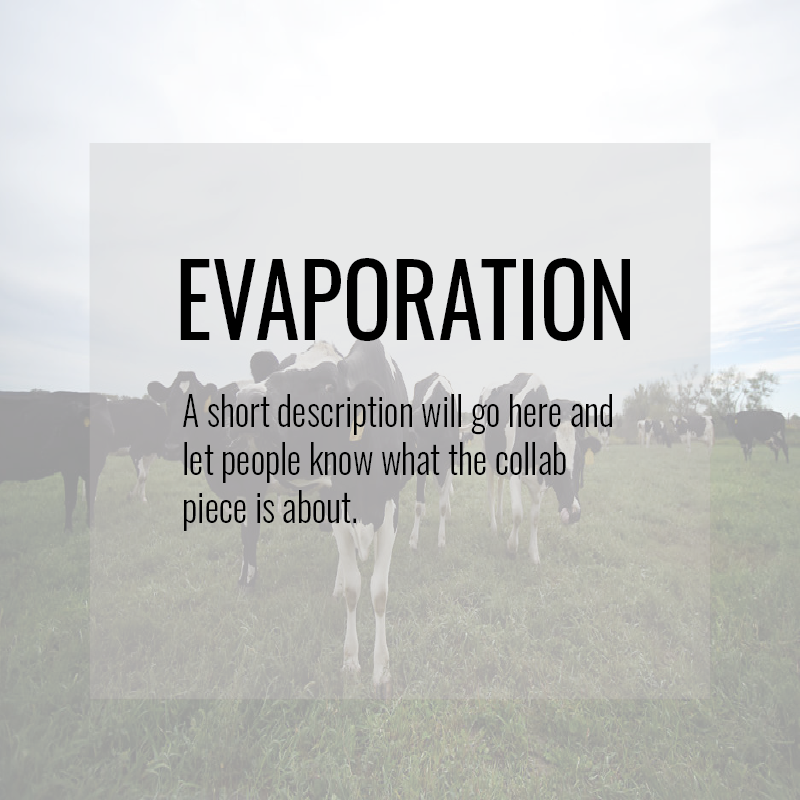 EVAPORATION
A short description will go here and
let people know what the collab
piece is about.